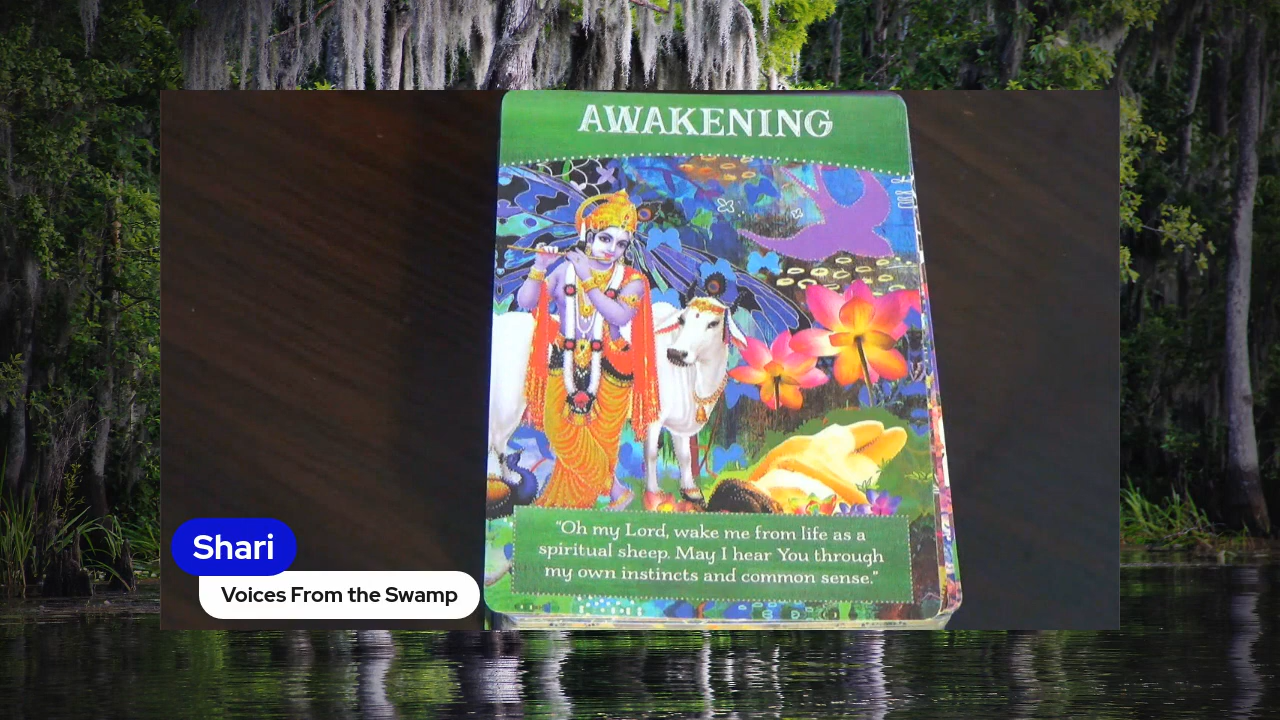 AWAKENING
"Oh my Lord, wake me from life as a
spiritual sheep. May I hear You through
my own instincts and common sense."
Shari
Voices From the Swamp